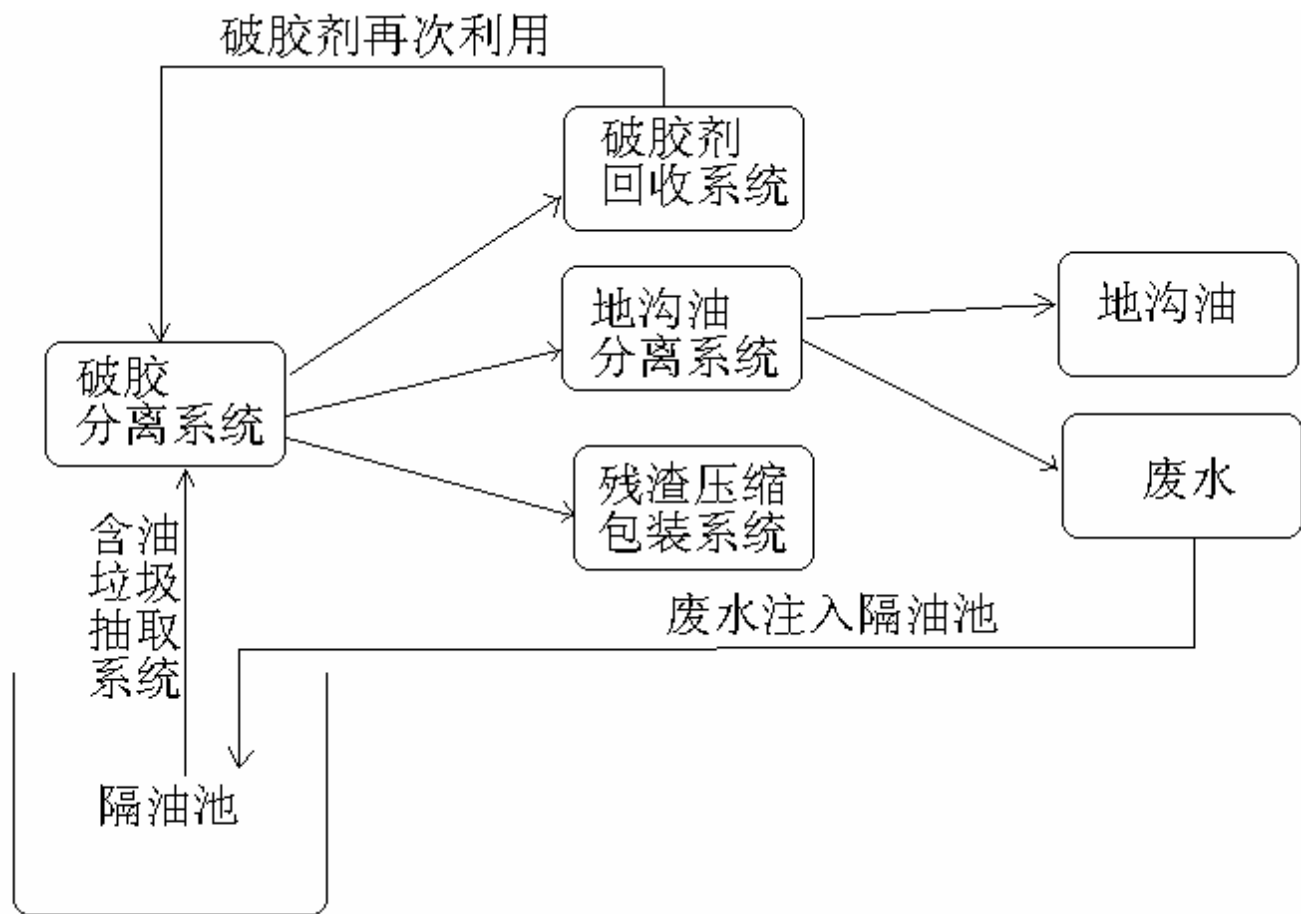 破胶剂再次利用
破胶剂
回收系统
地沟油
分离系统
地沟油
破胶
分离系统
残渣压缩
包装系统
废水
含油
垃圾
抽取
系统
废水注入隔油池
隔油池